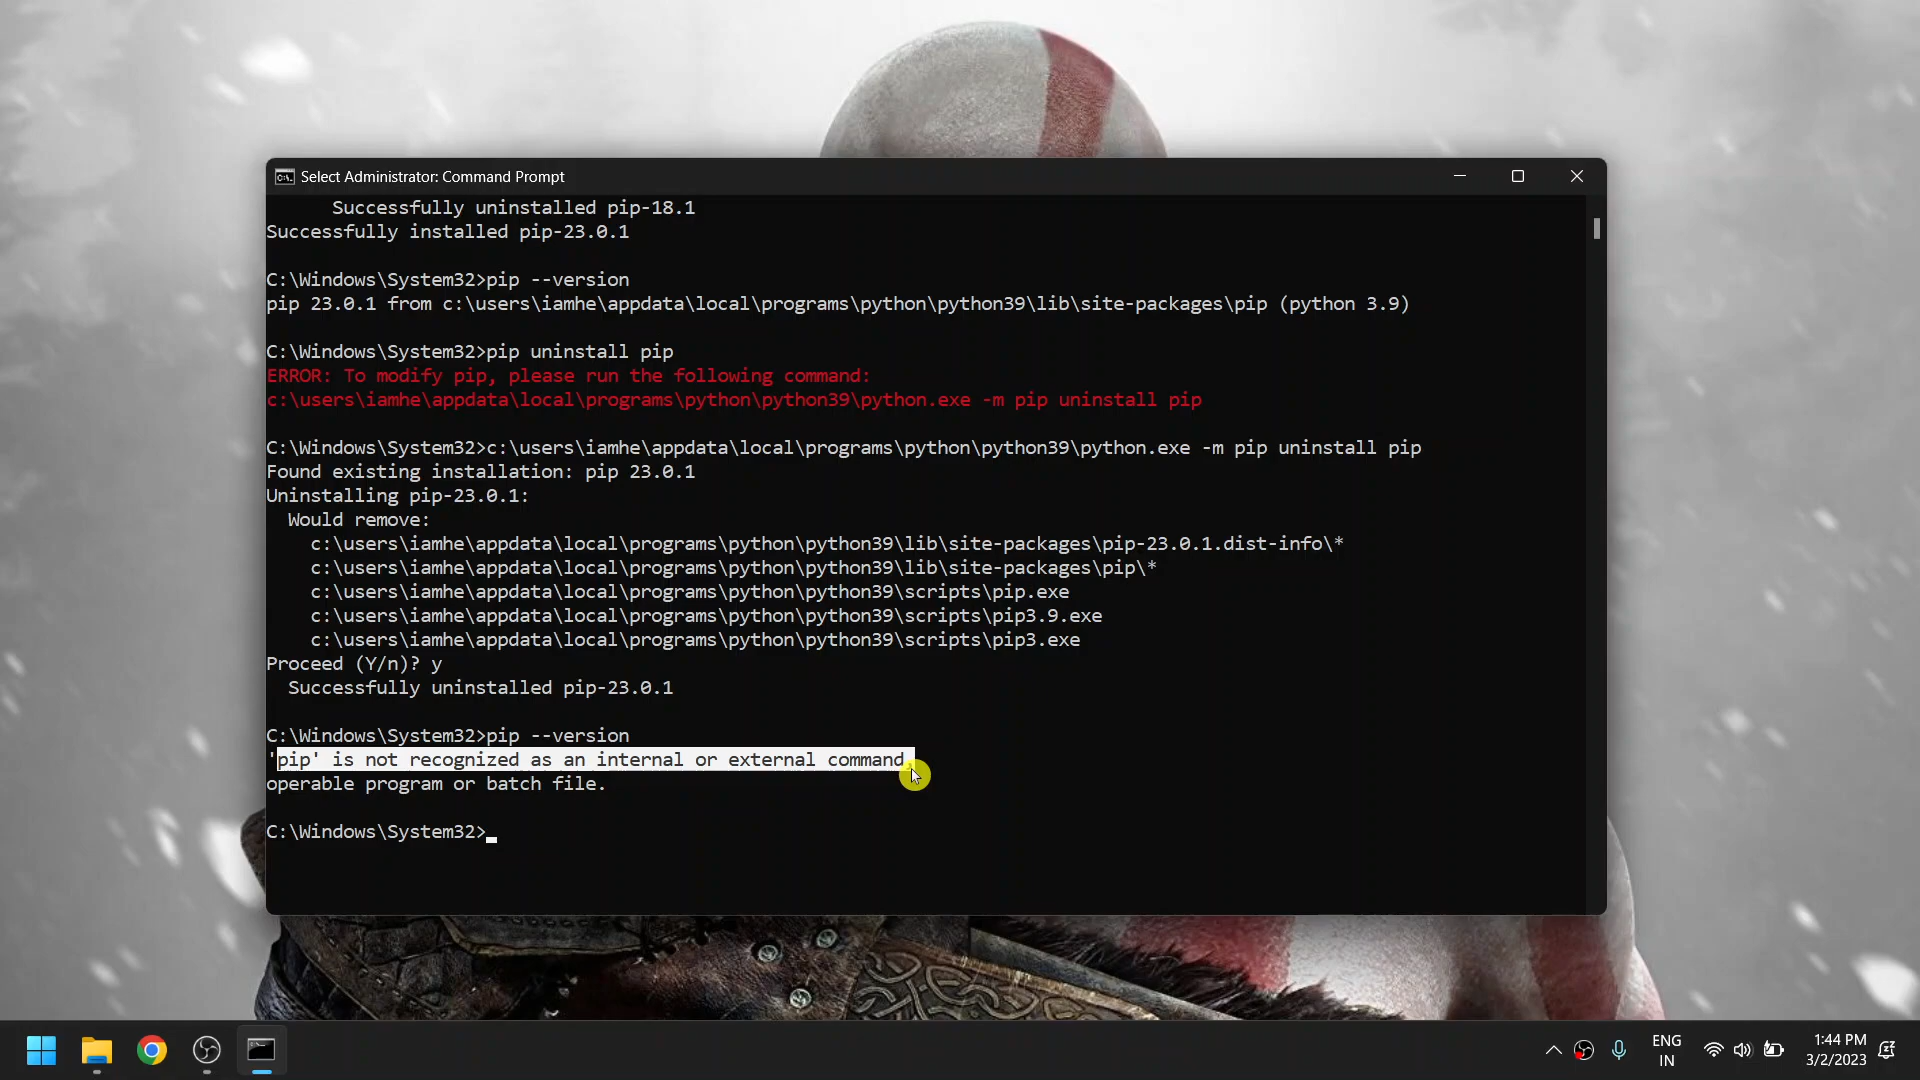 Select Administrator: Command Prompt
Successfully uninstalled pip-18.1
Successfully installed pip-23.0.1
C:\Windows\System32>pip --version
pip 23.0.1 from c:\users\iamhe\appdata\local\programs\python\python39\lib\site-packages\pip (python 3.9)
C:\Windows\System32>pip uninstall pip
ERROR: To modify pip, please run the following command:
c:\users\iamhe\appdata\local\programs\python\python39\python.exe -m pip uninstall pip
C:\Windows\System32>c:\users\iamhe\appdata\local\programs\python\python39\python.exe -m pip uninstall pip
Found existing installation: pip 23.0.1
Uninstalling pip-23.0.1:
Would remove:
c:\users\iamhe\appdata\local\programs\python\python39\lib\site-packages\pip-23.0.1.dist-info\*
c:\users\iamhe\appdata\local\programs\python\python39\lib\site-packages\pip\*
c:\users\iamhe\appdata\local\programs\python\python39\scripts\pip.exe
c:\users\iamhe\appdata\local\programs\python\python39\scripts\pip3.9.exe
c:\users\iamhe\appdata\local\programs\python\python39\scripts\pip3.exe
Proceed (Y/n)? y
Successfully uninstalled pip-23.0.1
C:\Windows\System32>pip --version
'pip' is not recognized as an internal or external command,
operable program or batch file.
C:\Windows\System32>
ENG
IN
1:44 PM
3/2/2023